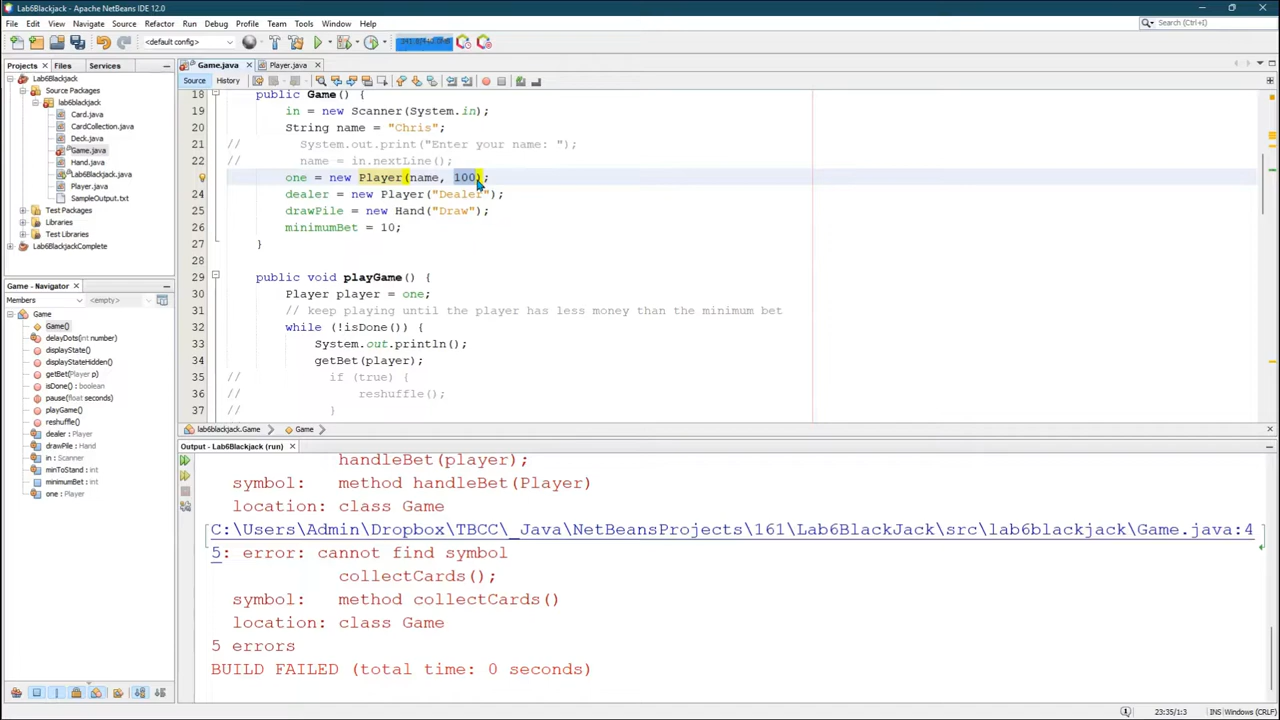 Lab6Blackjack - Apache NetBeans IDE 12.0
File Edit View Navigate Source Refactor Run Debug Profile Team Tools Window Help
Search (Ctrl+I)
<default config>
Projects Files Services
Game.java Player.java
Source History
Lab6Blackjack
Source Packages
lab6blackjack
Card.java
CardCollection.java
Deck.java
Game.java
Hand.java
Lab6Blackjack.java
Player.java
SampleOutput.txt
Test Packages
Libraries
Test Libraries
Lab6BlackjackComplete
18 public Game() {
19 in = new Scanner(System.in);
20 String name = "Chris";
21 // System.out.print("Enter your name: ");
22 // name = in.nextLine();
one = new Player(name, 100);
24 dealer = new Player("Dealer");
25 drawPile = new Hand("Draw");
26 minimumBet = 10;
27 }
28
29 public void playGame() {
30 Player player = one;
31 // keep playing until the player has less money than the minimum bet
32 while (!isDone()) {
33 System.out.println();
34 getBet(player);
35 // if (true) {
36 // reshuffle();
37 // }
lab6blackjack.Game Game
Game - Navigator
Members <empty>
Game
Game()
delayDots(int number)
displayState()
displayStateHidden()
getBet(Player p)
isDone() : boolean
pause(float seconds)
playGame()
reshuffle()
dealer : Player
drawPile : Hand
in : Scanner
minToStand : int
minimumBet : int
one : Player
Output - Lab6Blackjack (run)
handleBet(player);
symbol: method handleBet(Player)
location: class Game
C:\Users\Admin\Dropbox\TBCC\_Java\NetBeansProjects\161\Lab6BlackJack\src\lab6blackjack\Game.java:4
5: error: cannot find symbol
collectCards();
symbol: method collectCards()
location: class Game
5 errors
BUILD FAILED (total time: 0 seconds)
23:35/1:3 INS Windows (CRLF)